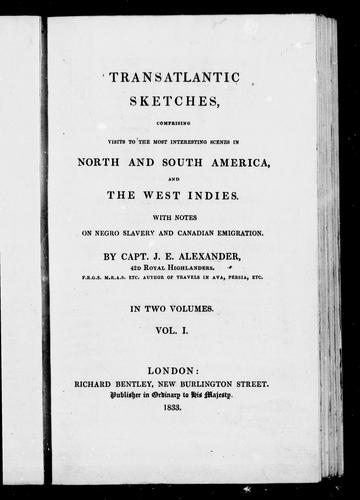 TRANSATLANTIC
SKETCHES,
COMPRISING
VISITS TO THE MOST INTERESTING SCENES IN
NORTH AND SOUTH AMERICA,
AND
THE WEST INDIES.
WITH NOTES
ON NEGRO SLAVERY AND CANADIAN EMIGRATION.
BY CAPT. J. E. ALEXANDER,
42D ROYAL HIGHLANDERS.
F.R.G.S. M.R.A.S. ETC. AUTHOR OF TRAVELS IN AVA, PERSIA, ETC.
IN TWO VOLUMES.
VOL. I.
LONDON:
RICHARD BENTLEY, NEW BURLINGTON STREET.
Publisher in Ordinary to His Majesty.
1833.